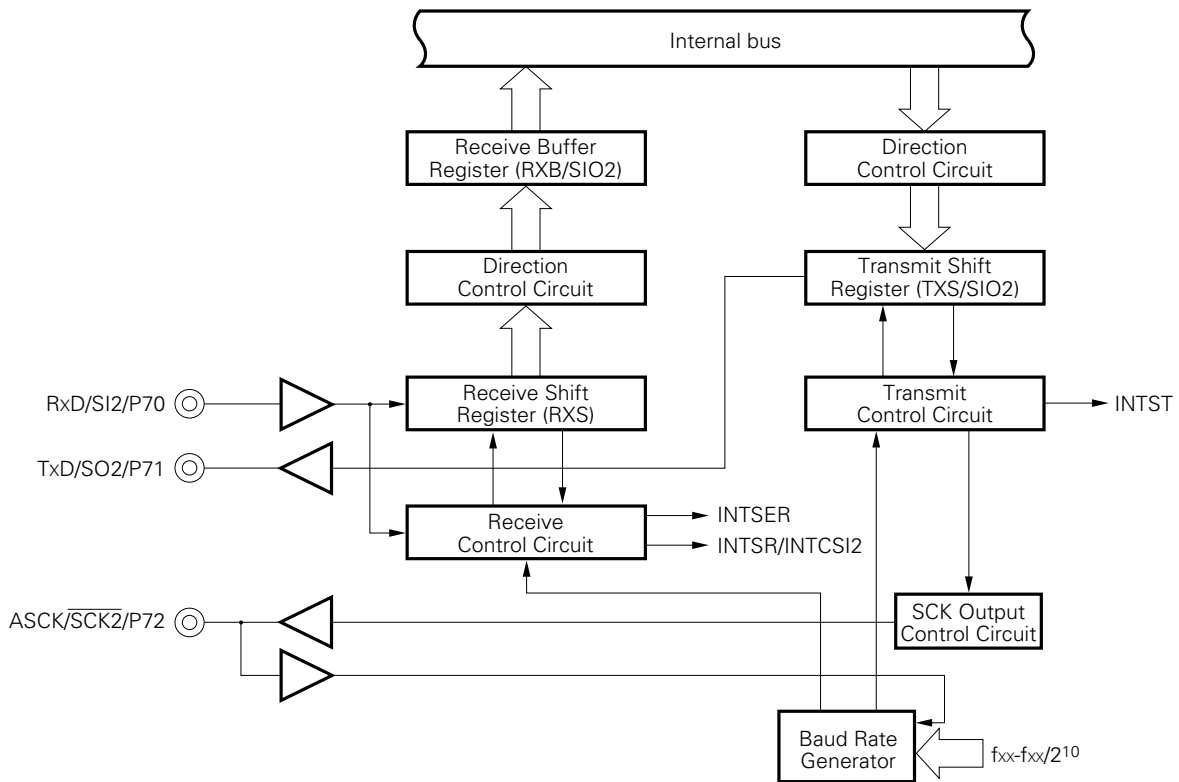 Internal bus
Receive Buffer
Register (RXB/SIO2)
Direction
Control Circuit
Direction
Control Circuit
Transmit Shift
Register (TXS/SIO2)
RxD/SI2/P70
Receive Shift
Register (RXS)
Transmit
Control Circuit
INTST
TxD/SO2/P71
Receive
Control Circuit
INTSER
INTSR/INTCSI2
ASCK/S̅C̅K̅2̅/P72
SCK Output
Control Circuit
Baud Rate
Generator
fxx-fxx/2¹⁰